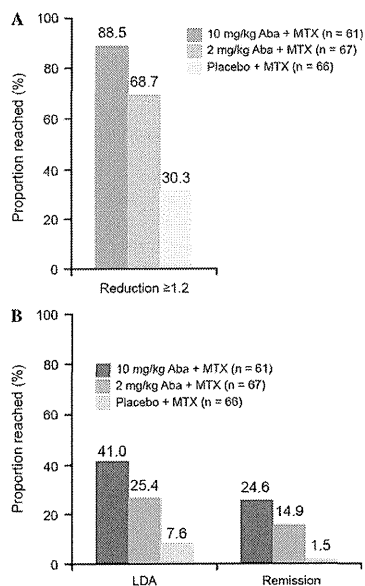 A
100
80
60
40
20
0
Proportion reached (%)
88.5
68.7
30.3
10 mg/kg Aba + MTX (n = 61)
2 mg/kg Aba + MTX (n = 67)
Placebo + MTX (n = 66)
Reduction ≥1.2
B
100
80
60
40
20
0
Proportion reached (%)
10 mg/kg Aba + MTX (n = 61)
2 mg/kg Aba + MTX (n = 67)
Placebo + MTX (n = 66)
41.0
25.4
7.6
24.6
14.9
1.5
LDA
Remission